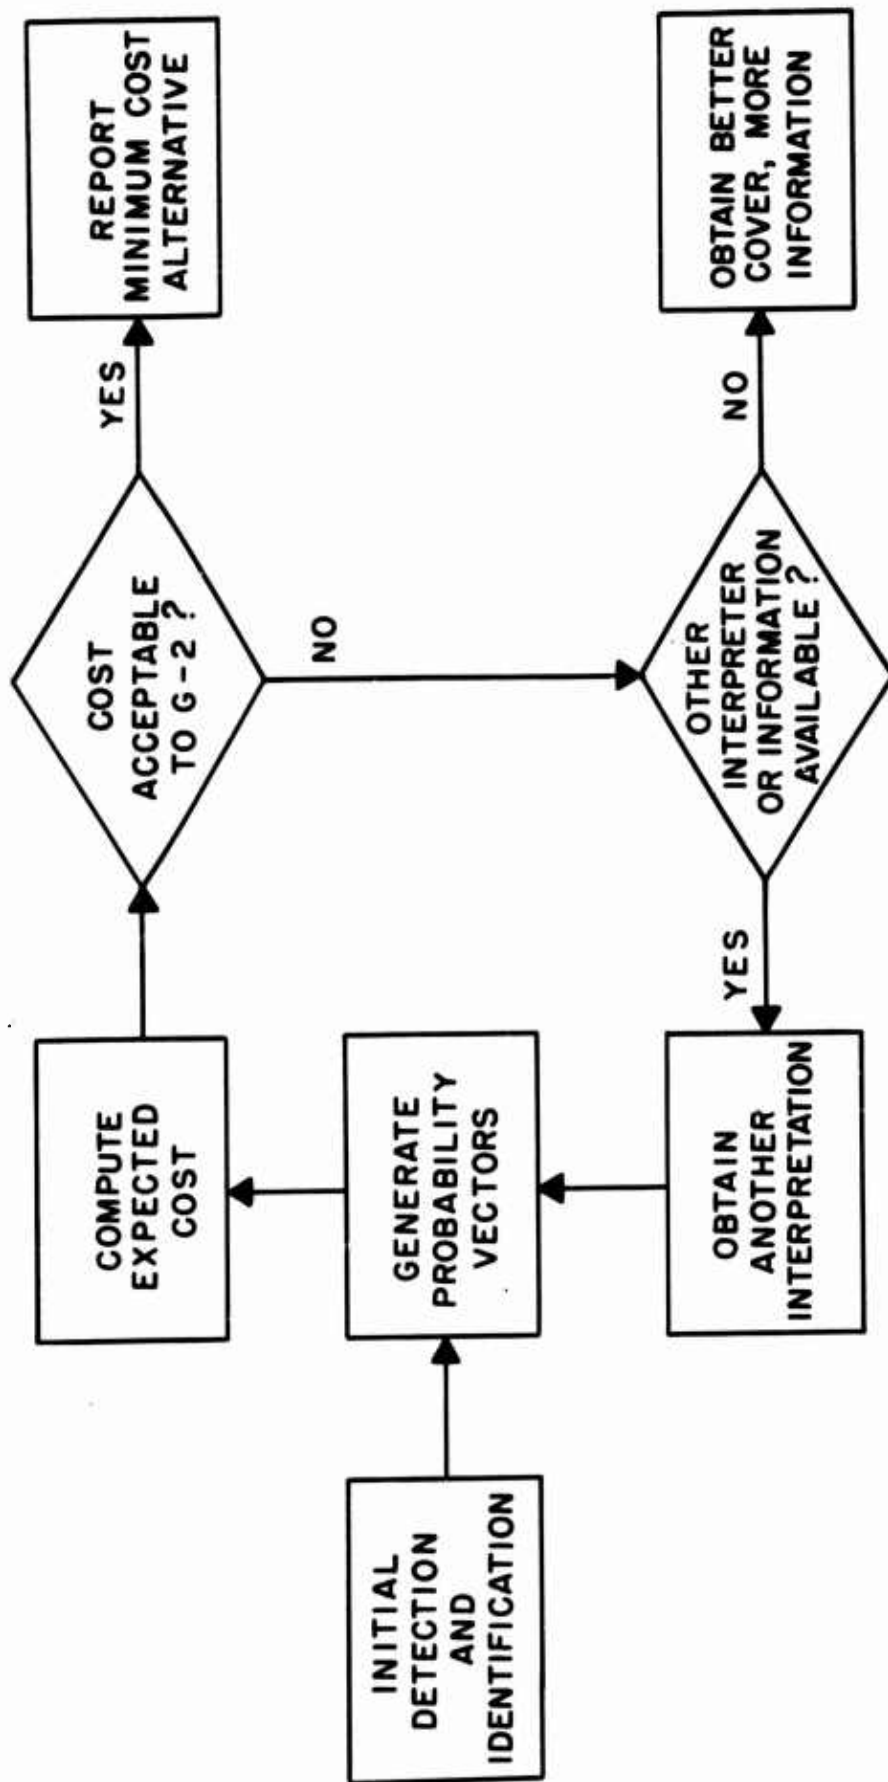 INITIAL
DETECTION
AND
IDENTIFICATION
GENERATE
PROBABILITY
VECTORS
COMPUTE
EXPECTED
COST
COST
ACCEPTABLE
TO G-2 ?
YES
REPORT
MINIMUM COST
ALTERNATIVE
NO
OTHER
INTERPRETER
OR INFORMATION
AVAILABLE ?
YES
OBTAIN
ANOTHER
INTERPRETATION
NO
OBTAIN BETTER
COVER, MORE
INFORMATION